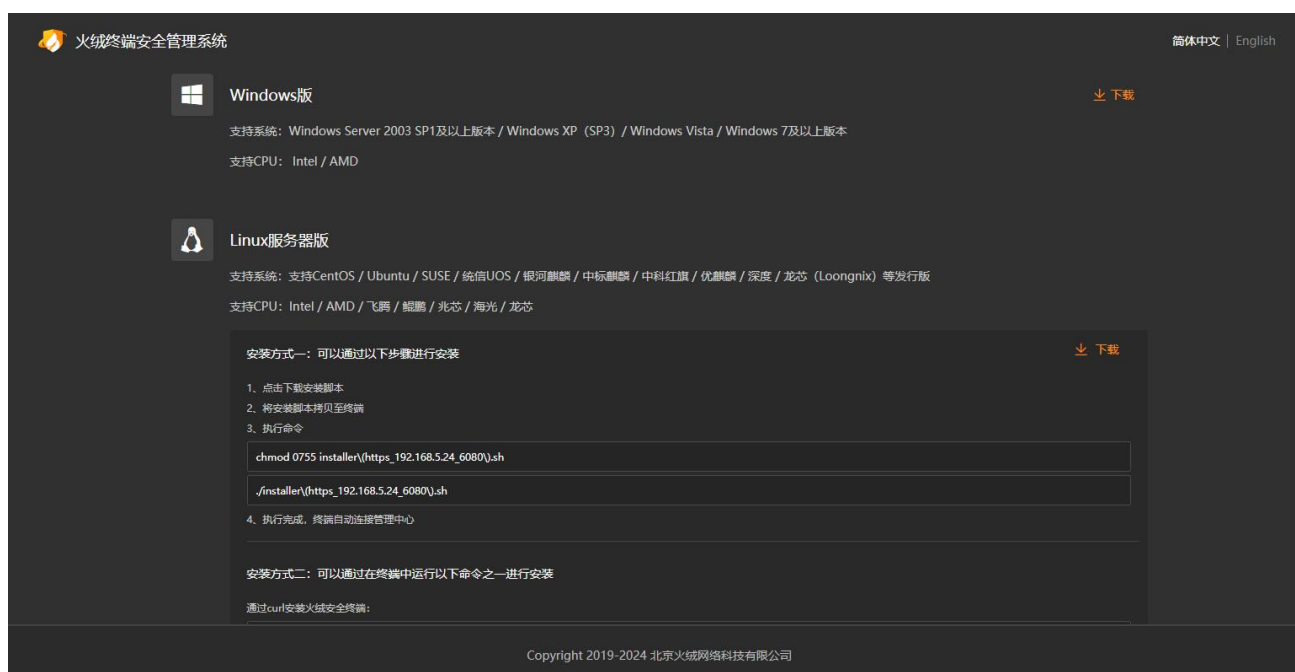 火绒终端安全管理系统
简体中文 | English
Windows版
下载
支持系统：Windows Server 2003 SP1及以上版本 / Windows XP（SP3）/ Windows Vista / Windows 7及以上版本
支持CPU： Intel / AMD
Linux服务器版
支持系统：支持CentOS / Ubuntu / SUSE / 统信UOS / 银河麒麟 / 中标麒麟 / 中科红旗 / 优麒麟 / 深度 / 龙芯（Loongnix）等发行版
支持CPU：Intel / AMD / 飞腾 / 鲲鹏 / 兆芯 / 海光 / 龙芯
安装方式一：可以通过以下步骤进行安装
下载
1、点击下载安装脚本
2、将安装脚本拷贝至终端
3、执行命令
chmod 0755 installer\(https_192.168.5.24_6080\).sh
./installer\(https_192.168.5.24_6080\).sh
4、执行完成，终端自动连接管理中心
安装方式二：可以通过在终端中运行以下命令之一进行安装
通过curl安装火绒安全终端：
Copyright 2019-2024 北京火绒网络科技有限公司